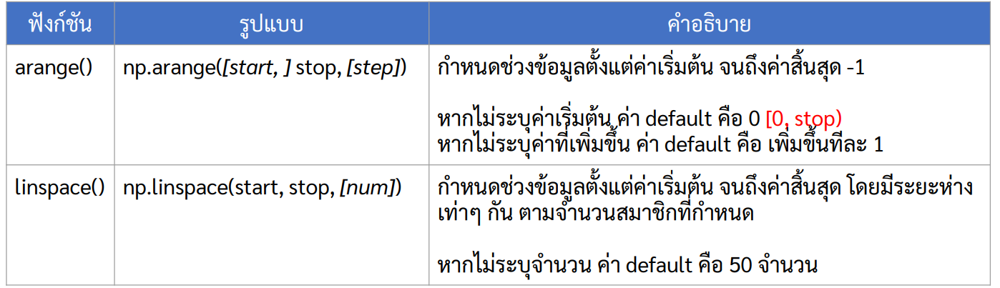 ฟังก์ชัน รูปแบบ คำอธิบาย
arange() np.arange([start, ] stop, [step]) กำหนดช่วงข้อมูลตั้งแต่ค่าเริ่มต้น จนถึงค่าสิ้นสุด -1
หากไม่ระบุค่าเริ่มต้น ค่า default คือ 0 [0, stop)
หากไม่ระบุค่าที่เพิ่มขึ้น ค่า default คือ เพิ่มขึ้นทีละ 1
linspace() np.linspace(start, stop, [num]) กำหนดช่วงข้อมูลตั้งแต่ค่าเริ่มต้น จนถึงค่าสิ้นสุด โดยมีระยะห่าง
เท่าๆ กัน ตามจำนวนสมาชิกที่กำหนด
หากไม่ระบุจำนวน ค่า default คือ 50 จำนวน